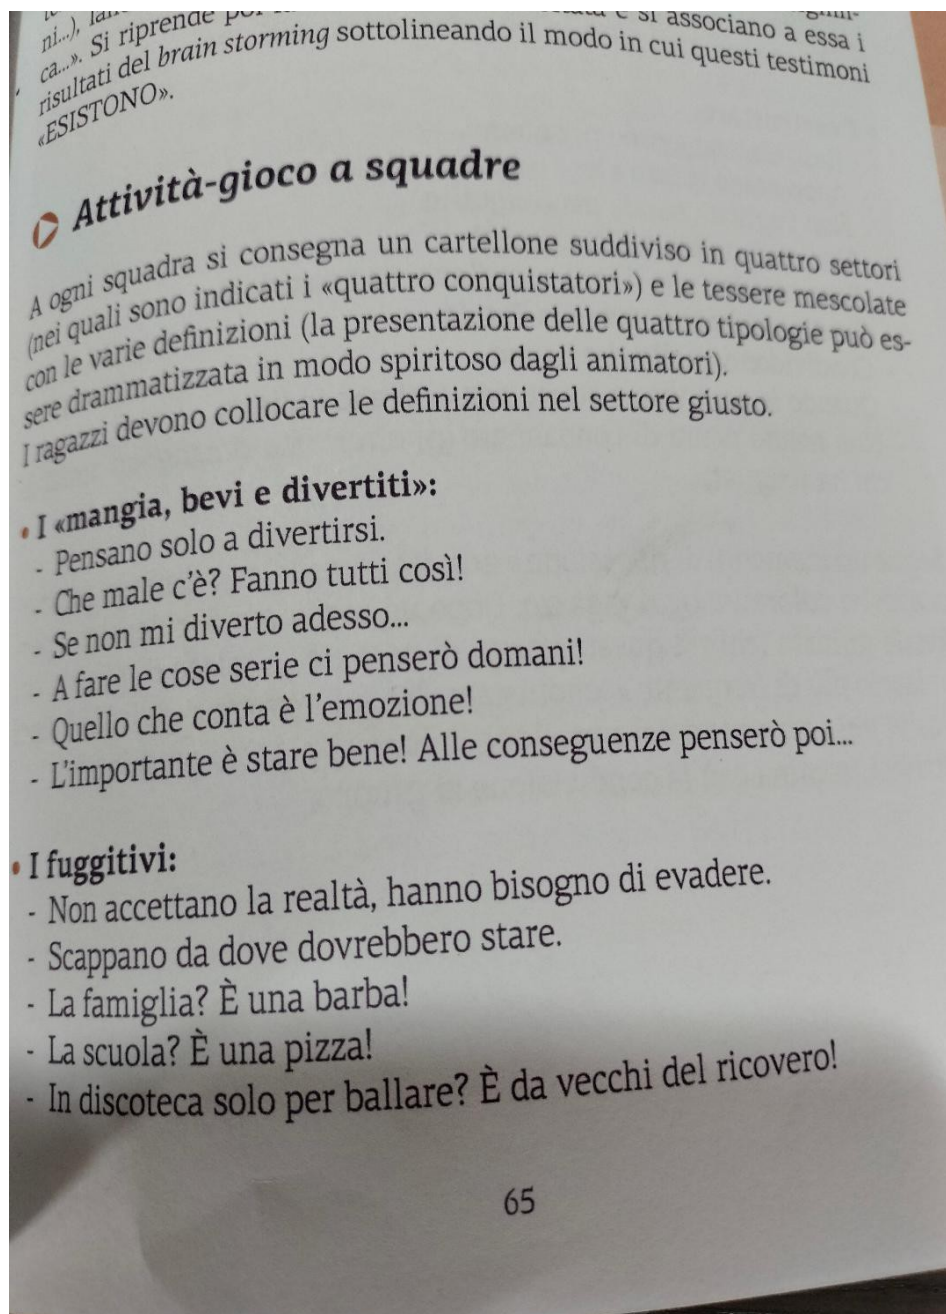 ni...),
ca...». Si riprende si associano a essa i
risultati del brain storming sottolineando il modo in cui questi testimoni
«ESISTONO».
Attività-gioco a squadre
A ogni squadra si consegna un cartellone suddiviso in quattro settori
(nei quali sono indicati i «quattro conquistatori») e le tessere mescolate
con le varie definizioni (la presentazione delle quattro tipologie può es-
sere drammatizzata in modo spiritoso dagli animatori).
I ragazzi devono collocare le definizioni nel settore giusto.
• I «mangia, bevi e divertiti»:
- Pensano solo a divertirsi.
- Che male c'è? Fanno tutti così!
- Se non mi diverto adesso...
- A fare le cose serie ci penserò domani!
- Quello che conta è l'emozione!
- L'importante è stare bene! Alle conseguenze penserò poi...
• I fuggitivi:
- Non accettano la realtà, hanno bisogno di evadere.
- Scappano da dove dovrebbero stare.
- La famiglia? È una barba!
- La scuola? È una pizza!
- In discoteca solo per ballare? È da vecchi del ricovero!
65